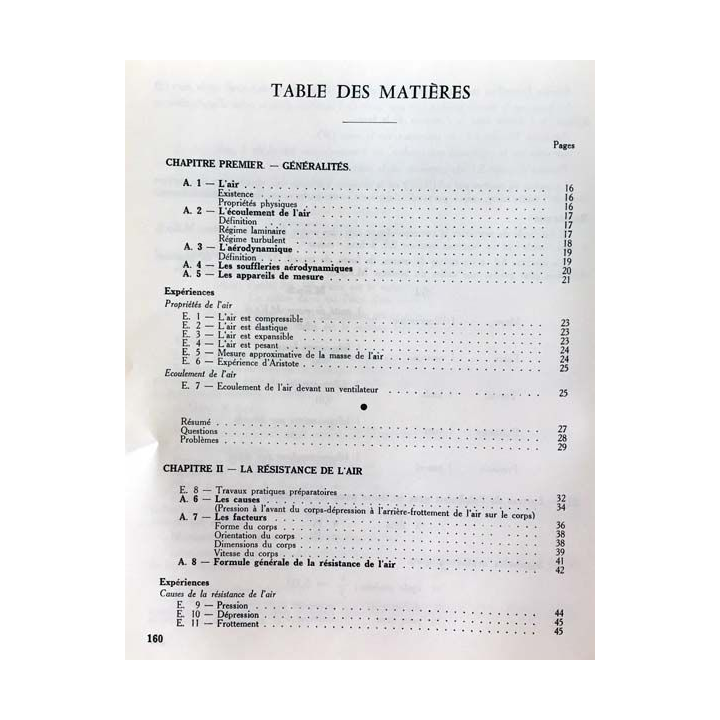 TABLE DES MATIÈRES
Pages
CHAPITRE PREMIER. — GÉNÉRALITÉS.
A. 1 — L'air . . . 16
Existence . . . 16
Propriétés physiques . . . 16
A. 2 — L'écoulement de l'air . . . 17
Définition . . . 17
Régime laminaire . . . 17
Régime turbulent . . . 18
A. 3 — L'aérodynamique . . . 19
Définition . . . 19
A. 4 — Les souffleries aérodynamiques . . . 20
A. 5 — Les appareils de mesure . . . 21
Expériences
Propriétés de l'air
E. 1 — L'air est compressible . . . 23
E. 2 — L'air est élastique . . . 23
E. 3 — L'air est expansible . . . 23
E. 4 — L'air est pesant . . . 24
E. 5 — Mesure approximative de la masse de l'air . . . 24
E. 6 — Expérience d'Aristote . . . 25
Ecoulement de l'air
E. 7 — Ecoulement de l'air devant un ventilateur . . . 25
Résumé . . . 27
Questions . . . 28
Problèmes . . . 29
CHAPITRE II — LA RÉSISTANCE DE L'AIR
E. 8 — Travaux pratiques préparatoires . . . 32
A. 6 — Les causes . . . 34
(Pression à l'avant du corps-dépression à l'arrière-frottement de l'air sur le corps)
A. 7 — Les facteurs . . . 36
Forme du corps . . . 38
Orientation du corps . . . 38
Dimensions du corps . . . 39
Vitesse du corps . . . 41
A. 8 — Formule générale de la résistance de l'air . . . 42
Expériences
Causes de la résistance de l'air
E. 9 — Pression . . . 44
E. 10 — Dépression . . . 45
E. 11 — Frottement . . . 45
160